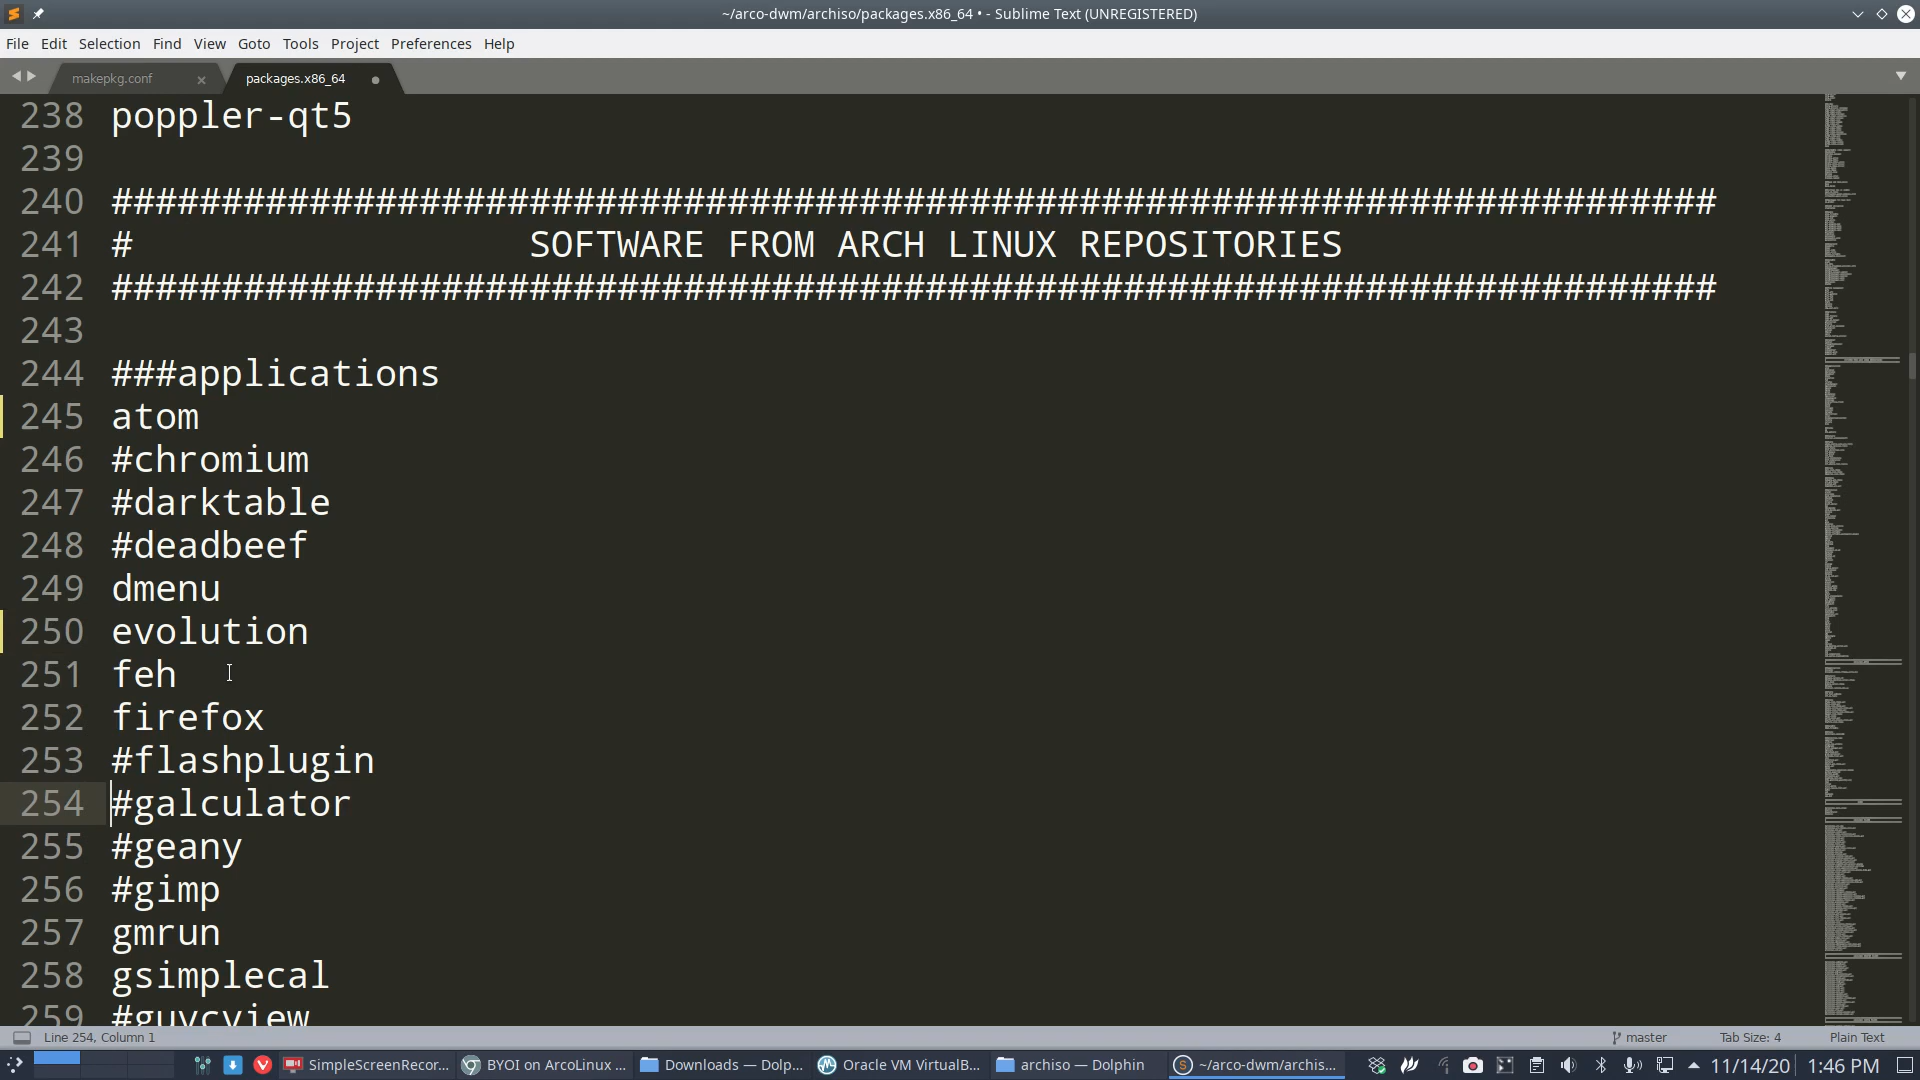 ~/arco-dwm/archiso/packages.x86_64 • - Sublime Text (UNREGISTERED)
File Edit Selection Find View Goto Tools Project Preferences Help
makepkg.conf × packages.x86_64
238 poppler-qt5
239
240 #########################################################################
241 # SOFTWARE FROM ARCH LINUX REPOSITORIES
242 #########################################################################
243
244 ###applications
245 atom
246 #chromium
247 #darktable
248 #deadbeef
249 dmenu
250 evolution
251 feh
252 firefox
253 #flashplugin
254 #galculator
255 #geany
256 #gimp
257 gmrun
258 gsimplecal
259 #guvcview
Line 254, Column 1 master Tab Size: 4 Plain Text
SimpleScreenRecor... BYOI on ArcoLinux ... Downloads — Dolp... Oracle VM VirtualB... archiso — Dolphin ~/arco-dwm/archis... 11/14/20 1:46 PM